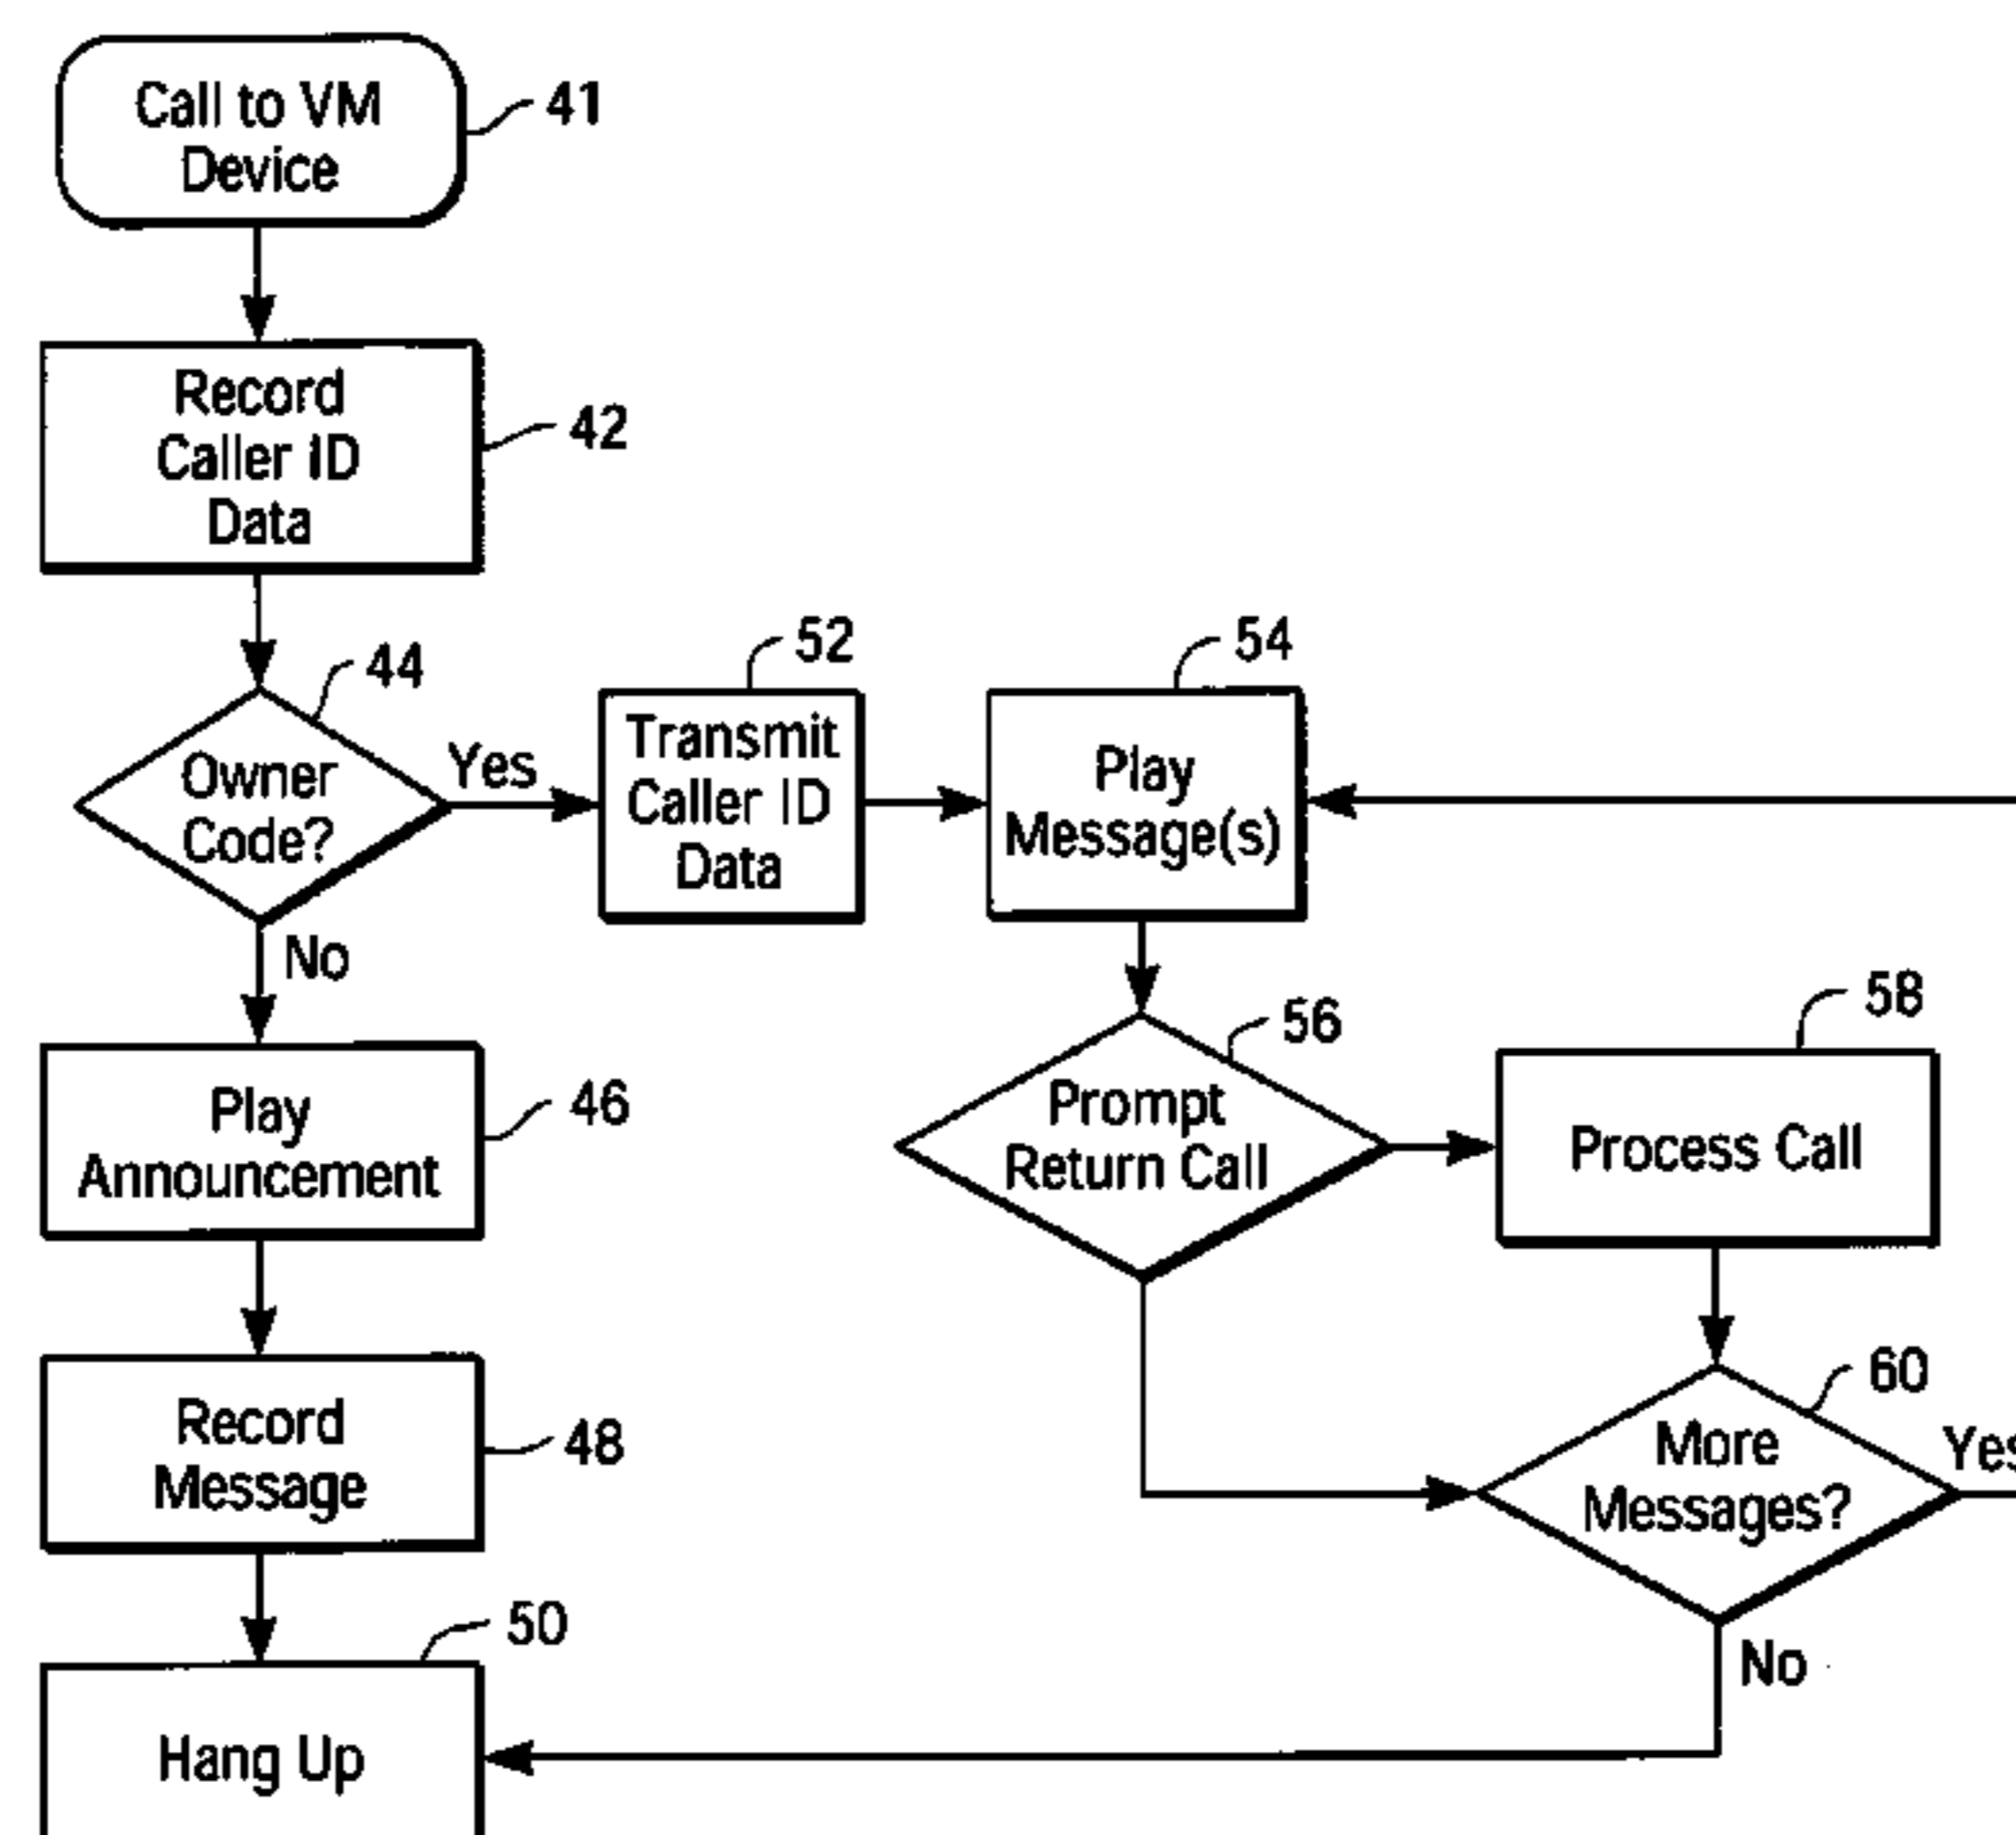 Call to VM
Device
41
Record
Caller ID
Data
42
44
Owner
Code?
Yes
No
52
Transmit
Caller ID
Data
54
Play
Message(s)
Play
Announcement
46
56
Prompt
Return Call
58
Process Call
Record
Message
48
60
More
Messages?
Yes
No
50
Hang Up